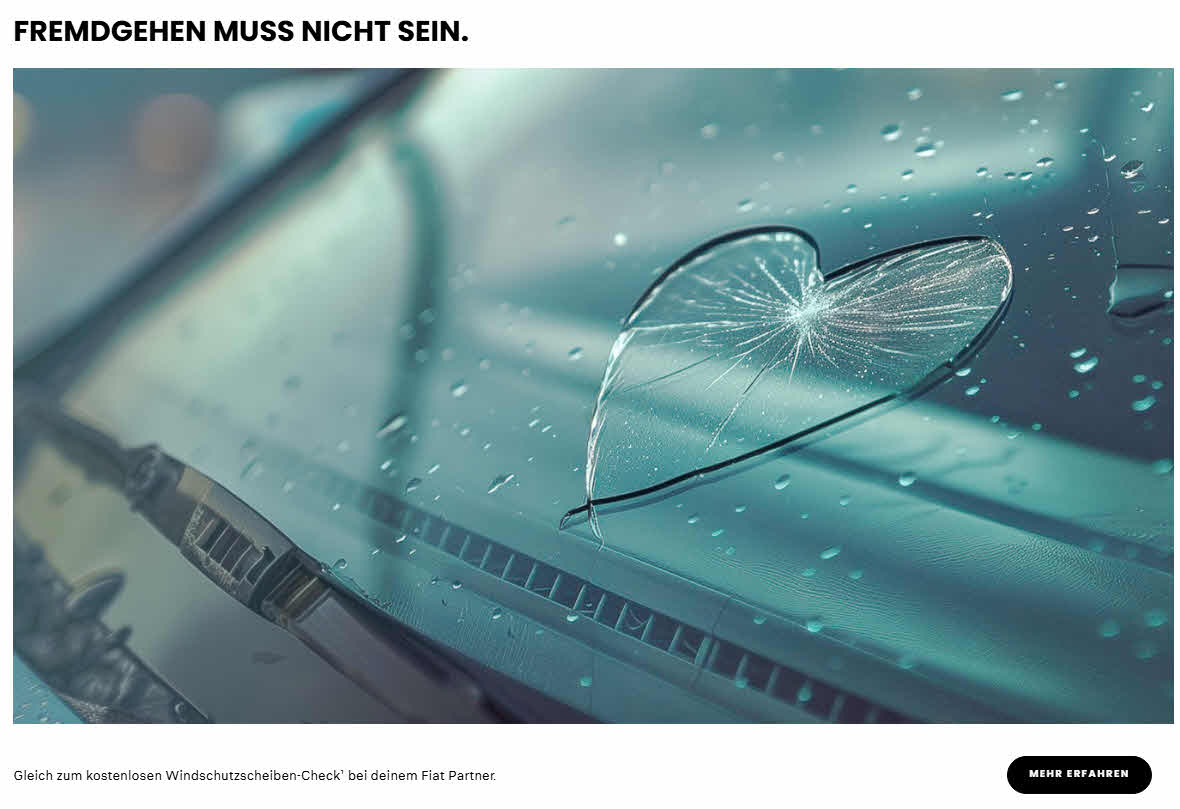 FREMDGEHEN MUSS NICHT SEIN.
Gleich zum kostenlosen Windschutzscheiben-Check¹ bei deinem Fiat Partner.
MEHR ERFAHREN